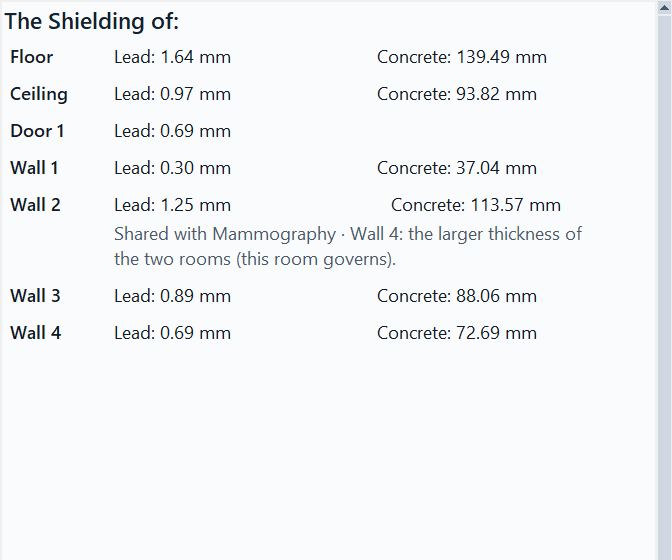 The Shielding of:
Floor Lead: 1.64 mm Concrete: 139.49 mm
Ceiling Lead: 0.97 mm Concrete: 93.82 mm
Door 1 Lead: 0.69 mm
Wall 1 Lead: 0.30 mm Concrete: 37.04 mm
Wall 2 Lead: 1.25 mm Concrete: 113.57 mm
Shared with Mammography · Wall 4: the larger thickness of
the two rooms (this room governs).
Wall 3 Lead: 0.89 mm Concrete: 88.06 mm
Wall 4 Lead: 0.69 mm Concrete: 72.69 mm